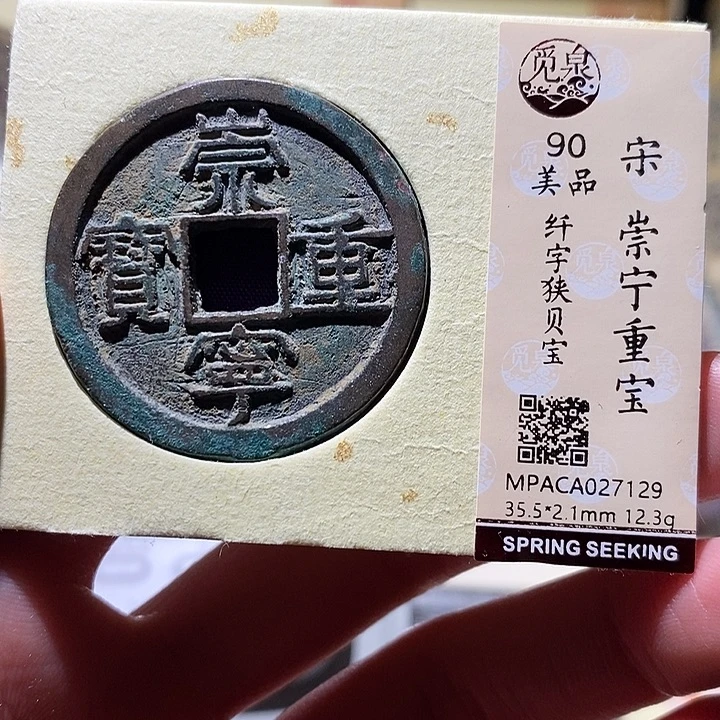 崇
寧
重
寶
觅泉
90
美品
纤字狭贝宝
宋
崇宁重宝
MPACA027129
35.5*2.1mm 12.3g
SPRING SEEKING